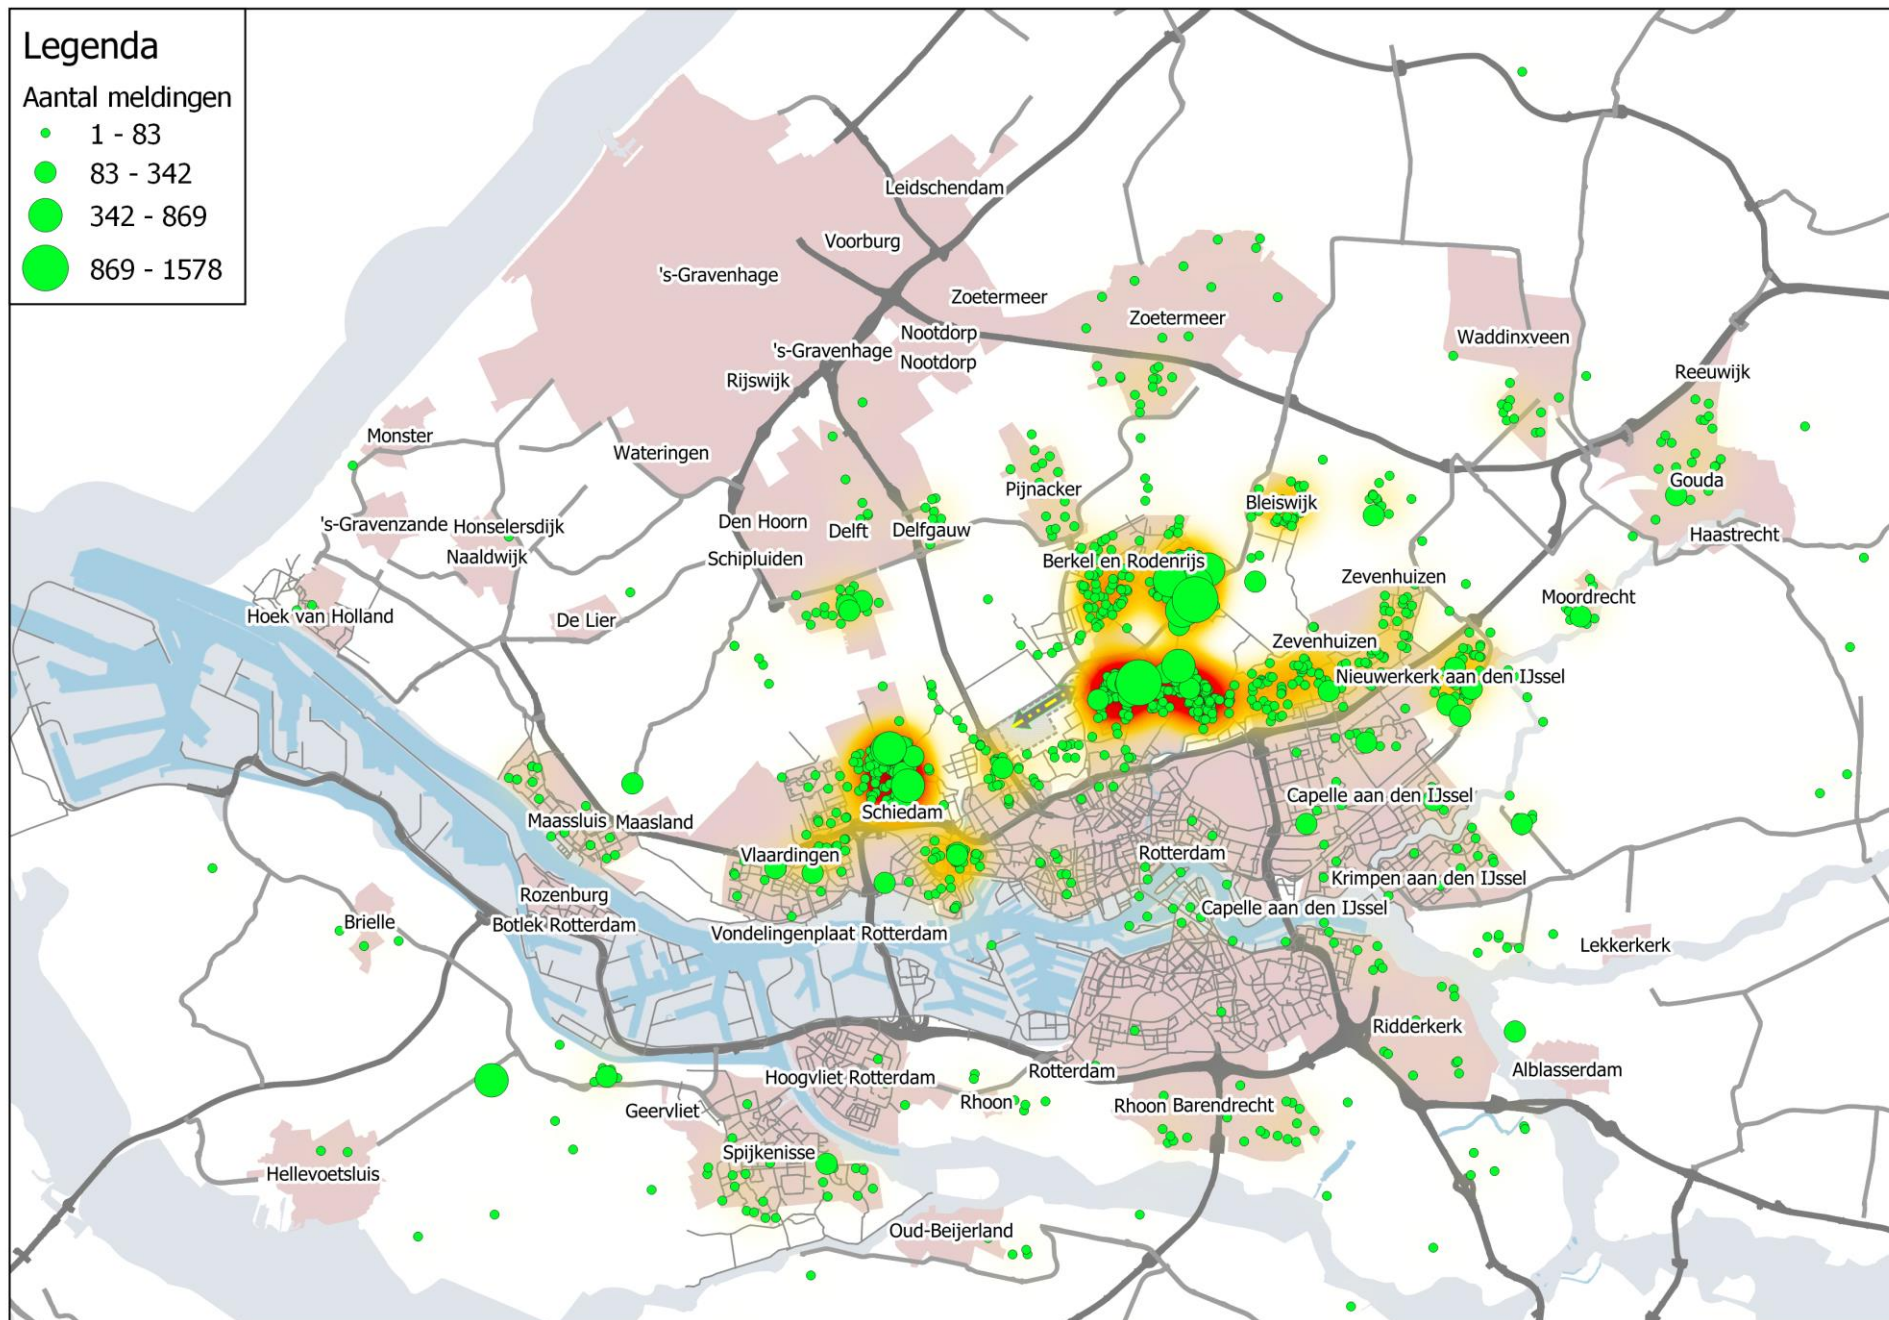 Legenda
Aantal meldingen
1 - 83
83 - 342
342 - 869
869 - 1578
Leidschendam
Voorburg
's-Gravenhage
Zoetermeer
Zoetermeer
Nootdorp
Waddinxveen
's-Gravenhage
Nootdorp
Reeuwijk
Rijswijk
Monster
Wateringen
Gouda
Pijnacker
Bleiswijk
's-Gravenzande
Honselersdijk
Den Hoorn
Delft
Delfgauw
Haastrecht
Naaldwijk
Schipluiden
Berkel en Rodenrijs
Zevenhuizen
Moordrecht
Hoek van Holland
De Lier
Zevenhuizen
Nieuwerkerk aan den IJssel
Capelle aan den IJssel
Schiedam
Maassluis
Maasland
Vlaardingen
Rotterdam
Krimpen aan den IJssel
Rozenburg
Capelle aan den IJssel
Brielle
Botlek Rotterdam
Vondelingenplaat Rotterdam
Lekkerkerk
Ridderkerk
Hoogvliet Rotterdam
Rotterdam
Alblasserdam
Geervliet
Rhoon
Rhoon
Barendrecht
Spijkenisse
Hellevoetsluis
Oud-Beijerland